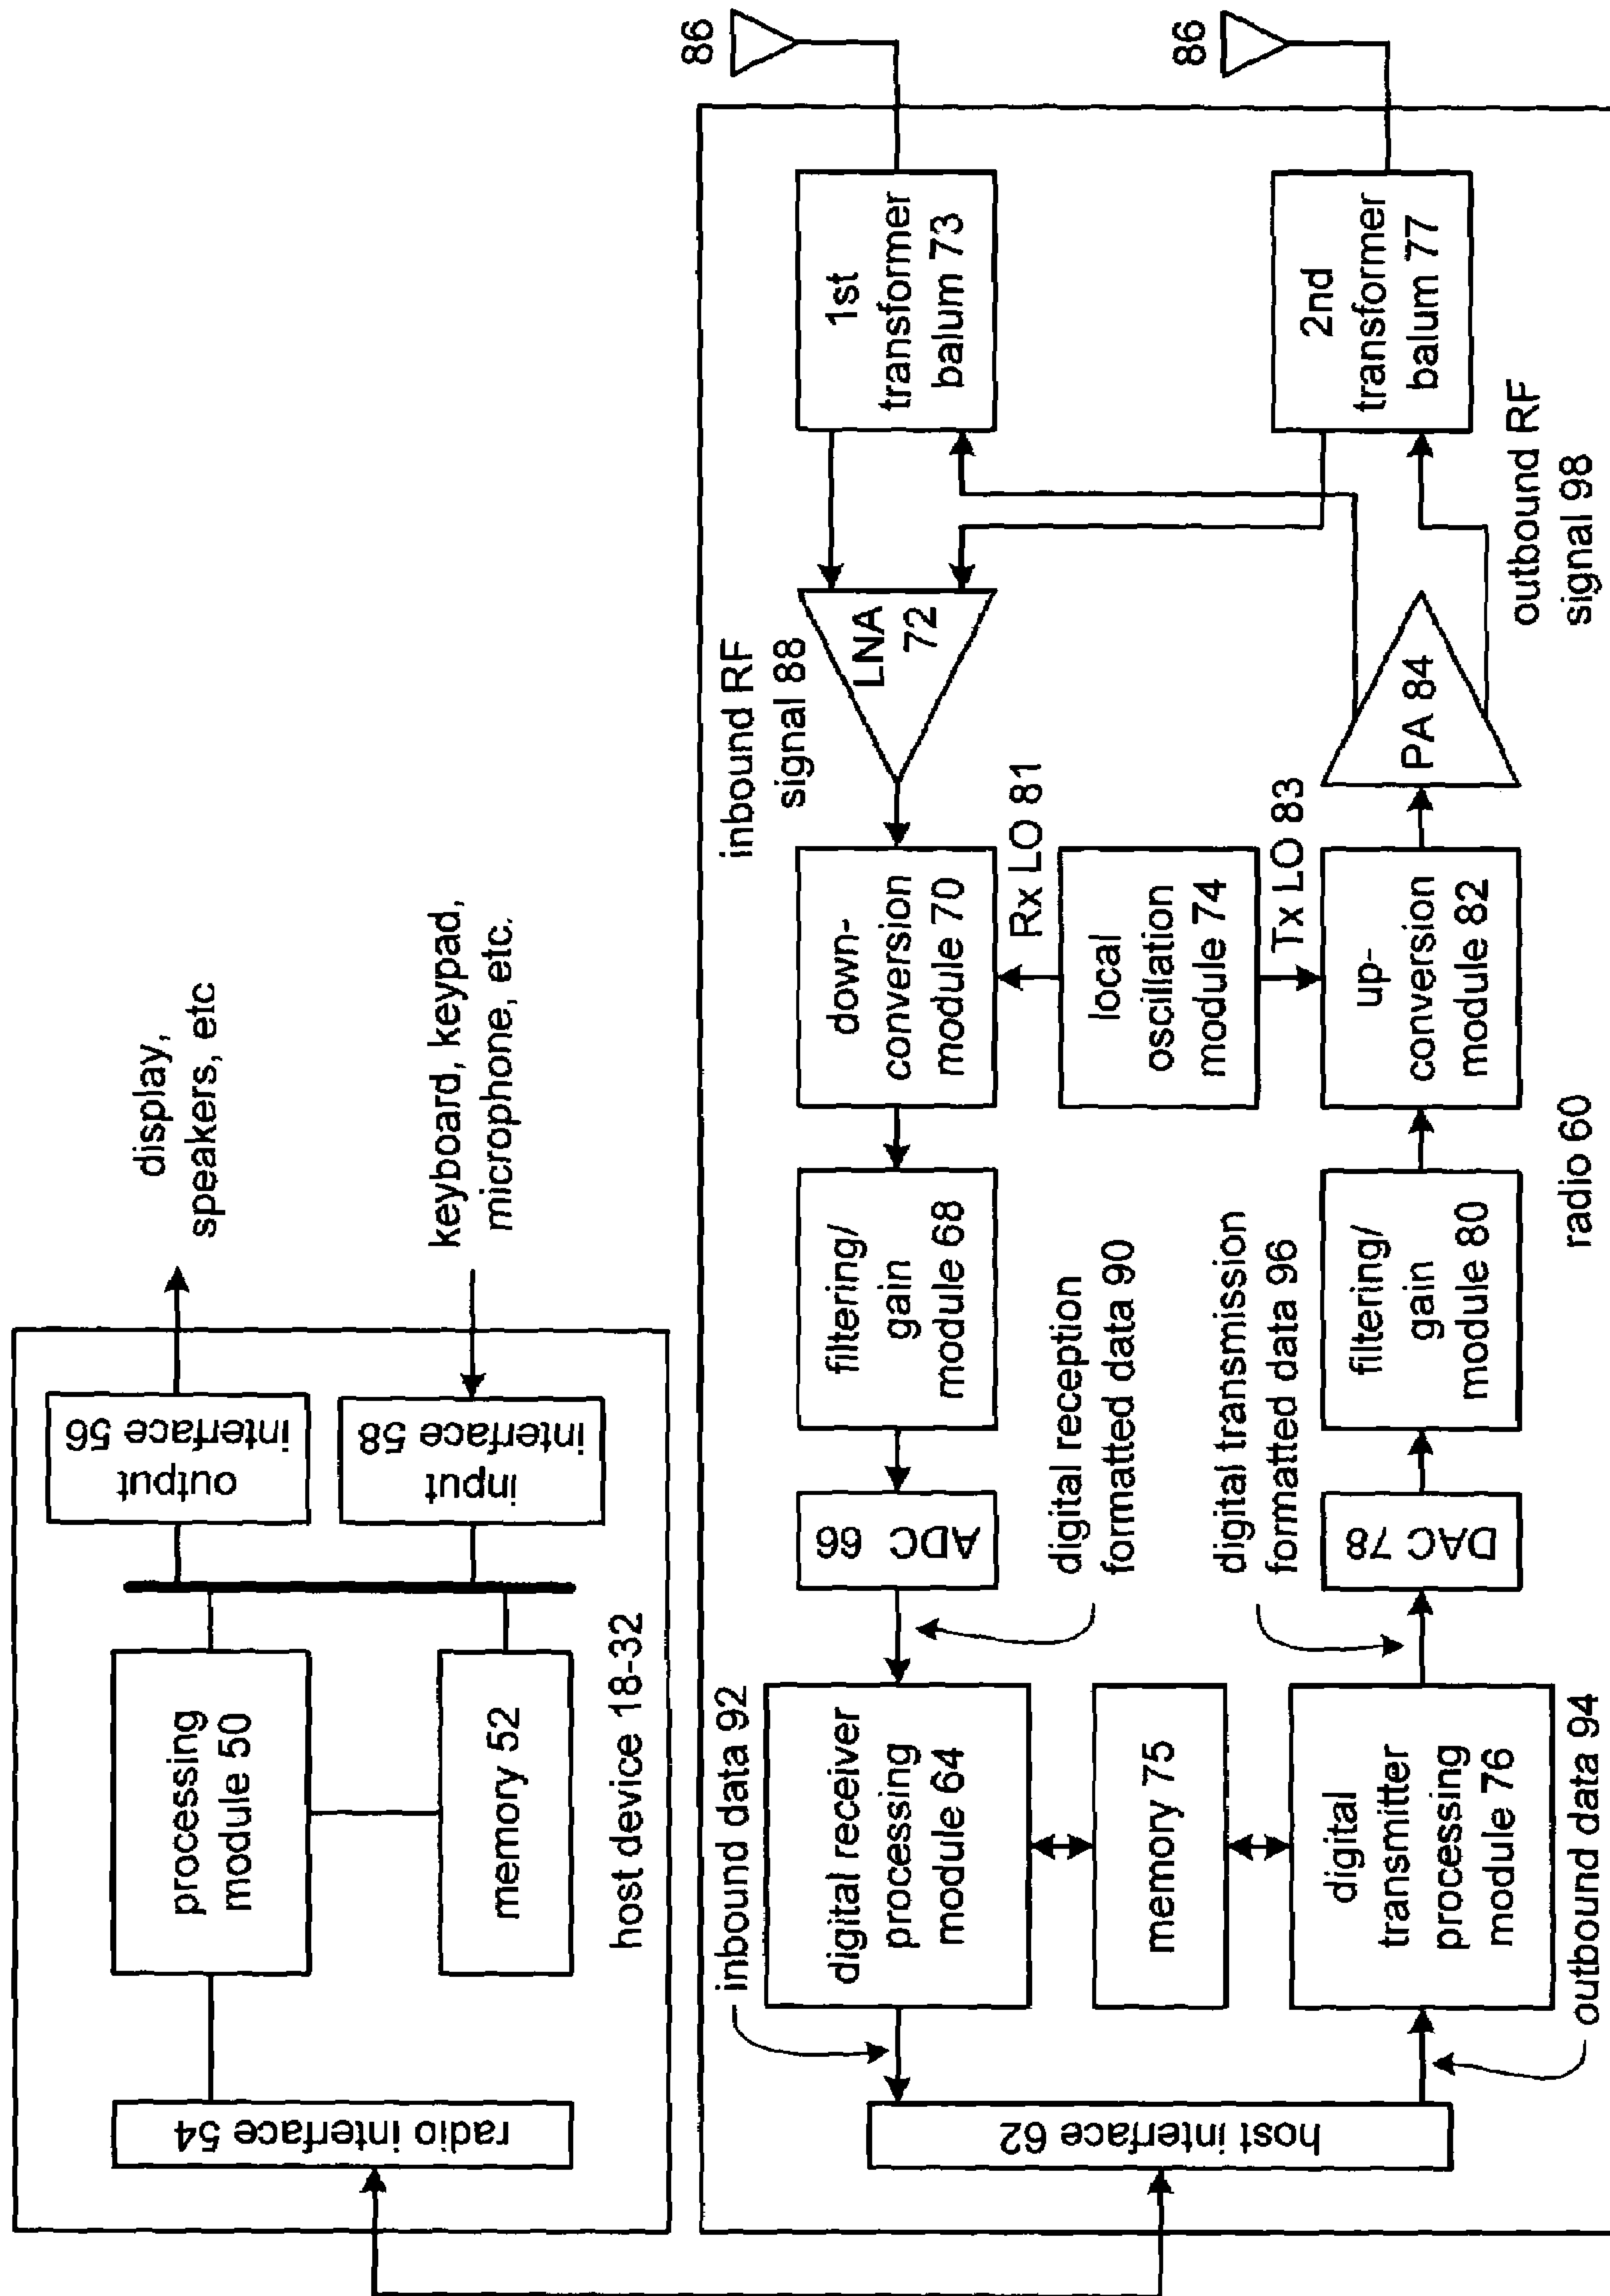 radio interface 54
processing
module 50
memory 52
output
interface 56
input
interface 58
display,
speakers, etc
keyboard, keypad,
microphone, etc.
host device 18-32
host interface 62
inbound data 92
digital receiver
processing
module 64
memory 75
digital
transmitter
processing
module 76
outbound data 94
ADC 66
digital reception
formatted data 90
digital transmission
formatted data 96
DAC 78
filtering/
gain
module 68
filtering/
gain
module 80
down-
conversion
module 70
Rx LO 81
local
oscillation
module 74
Tx LO 83
up-
conversion
module 82
radio 60
inbound RF
signal 88
LNA
72
PA 84
outbound RF
signal 98
1st
transformer
balum 73
2nd
transformer
balum 77
86
86